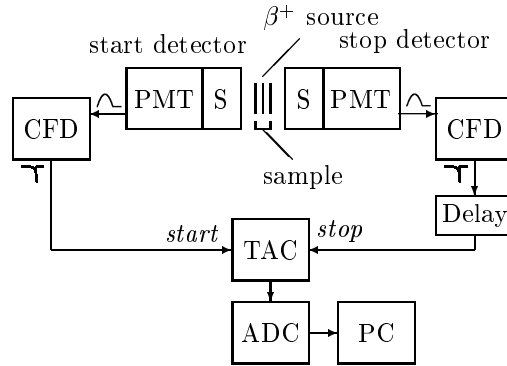 β⁺ source
start detector
stop detector
PMT S
S PMT
CFD
CFD
sample
Delay
start
stop
TAC
ADC
PC